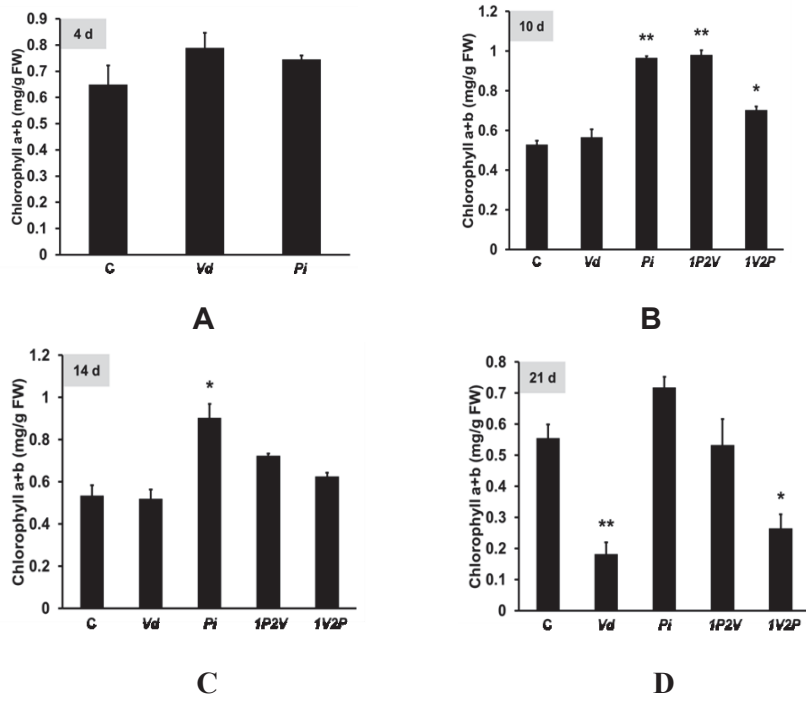 4 d
Chlorophyll a+b (mg/g FW)
0.9
0.8
0.7
0.6
0.5
0.4
0.3
0.2
0.1
0
C Vd Pi
A
10 d
Chlorophyll a+b (mg/g FW)
1.2
1
0.8
0.6
0.4
0.2
0
** ** *
C Vd Pi 1P2V 1V2P
B
14 d
Chlorophyll a+b (mg/g FW)
1.2
1
0.8
0.6
0.4
0.2
0
*
C Vd Pi 1P2V 1V2P
C
21 d
Chlorophyll a+b (mg/g FW)
0.8
0.7
0.6
0.5
0.4
0.3
0.2
0.1
0
** *
C Vd Pi 1P2V 1V2P
D